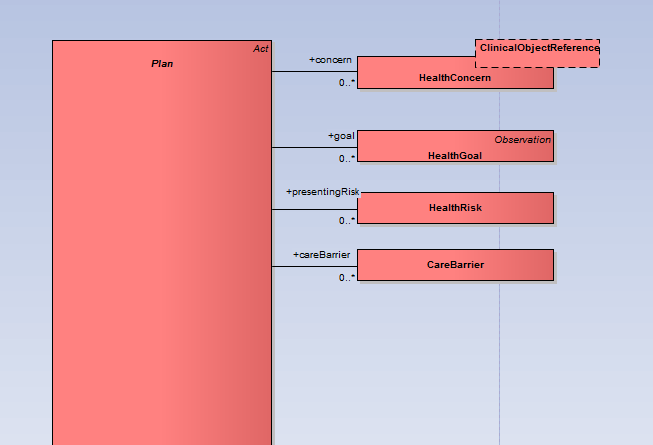 Act
Plan
+concern
0..*
ClinicalObjectReference
HealthConcern
+goal
0..*
Observation
HealthGoal
+presentingRisk
0..*
HealthRisk
+careBarrier
0..*
CareBarrier